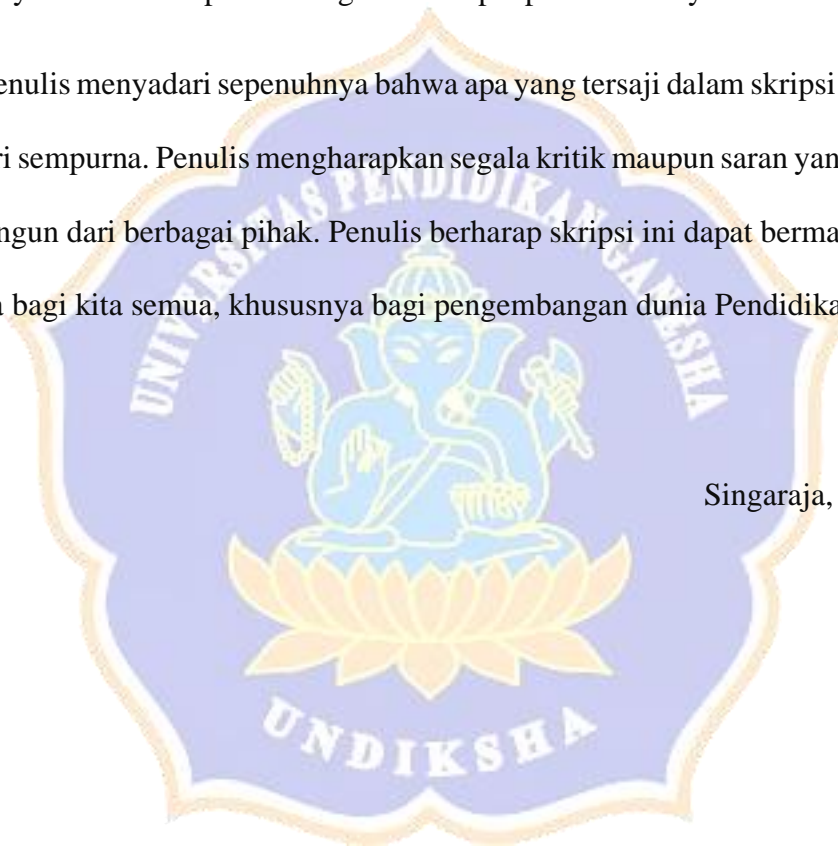 enulis menyadari sepenuhnya bahwa apa yang tersaji dalam skripsi
ri sempurna. Penulis mengharapkan segala kritik maupun saran yan
ngun dari berbagai pihak. Penulis berharap skripsi ini dapat berma
a bagi kita semua, khususnya bagi pengembangan dunia Pendidika
UNIVERSITAS PENDIDIKAN GANESHA
Singaraja,
UNDIKSHA